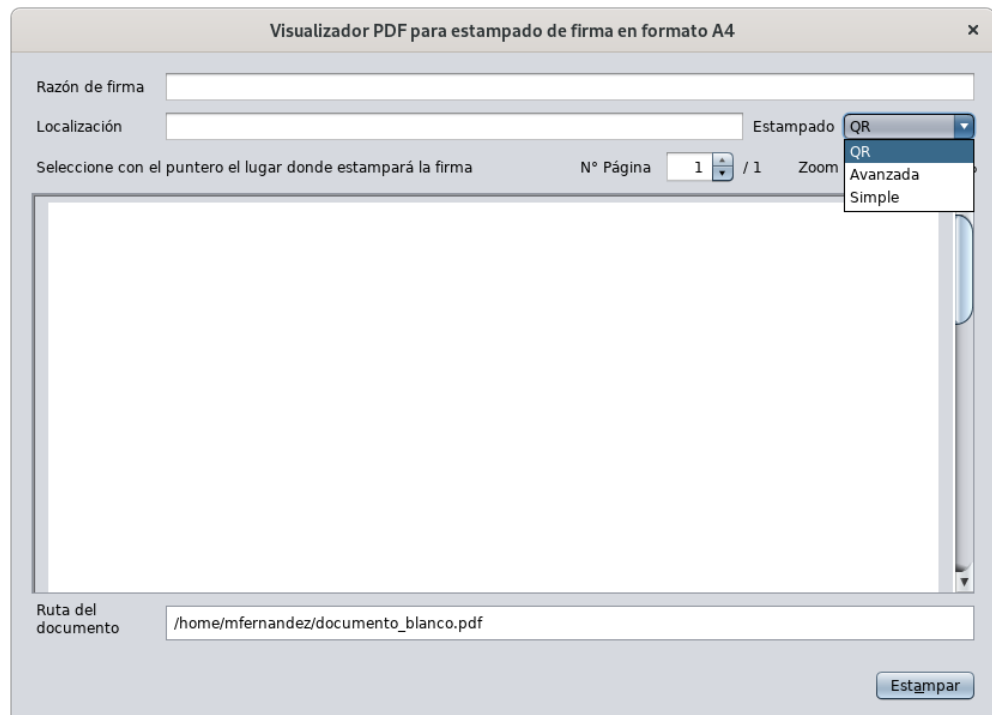 Visualizador PDF para estampado de firma en formato A4
×
Razón de firma
Localización
Estampado QR
QR
Avanzada
Simple
Seleccione con el puntero el lugar donde estampará la firma N° Página 1 / 1 Zoom
Ruta del
documento
/home/mfernandez/documento_blanco.pdf
Estampar